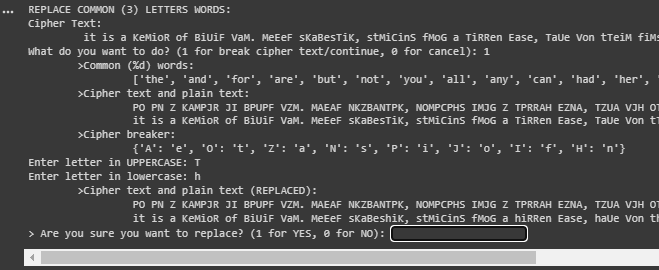 REPLACE COMMON (3) LETTERS WORDS:
Cipher Text:
it is a KeMioR of BiUiF VaM. MeEeF sKaBesTiK, stMiCinS fMoG a TiRRen Ease, TaUe Von tTeiM fiMs
What do you want to do? (1 for break cipher text/continue, 0 for cancel): 1
>Common (%d) words:
['the', 'and', 'for', 'are', 'but', 'not', 'you', 'all', 'any', 'can', 'had', 'her', '
>Cipher text and plain text:
PO PN Z KAMPJR JI BPUPF VZM. MAEAF NKZBANTPK, NOMPCPHS IMJG Z TPRRAH EZNA, TZUA VJH OT
it is a KeMioR of BiUiF VaM. MeEeF sKaBesTiK, stMiCinS fMoG a TiRRen Ease, TaUe Von tT
>Cipher breaker:
{'A': 'e', 'O': 't', 'Z': 'a', 'N': 's', 'P': 'i', 'J': 'o', 'I': 'f', 'H': 'n'}
Enter letter in UPPERCASE: T
Enter letter in lowercase: h
>Cipher text and plain text (REPLACED):
PO PN Z KAMPJR JI BPUPF VZM. MAEAF NKZBANTPK, NOMPCPHS IMJG Z TPRRAH EZNA, TZUA VJH OT
it is a KeMioR of BiUiF VaM. MeEeF sKaBeshiK, stMiCinS fMoG a hiRRen Ease, haUe Von th
> Are you sure you want to replace? (1 for YES, 0 for NO):